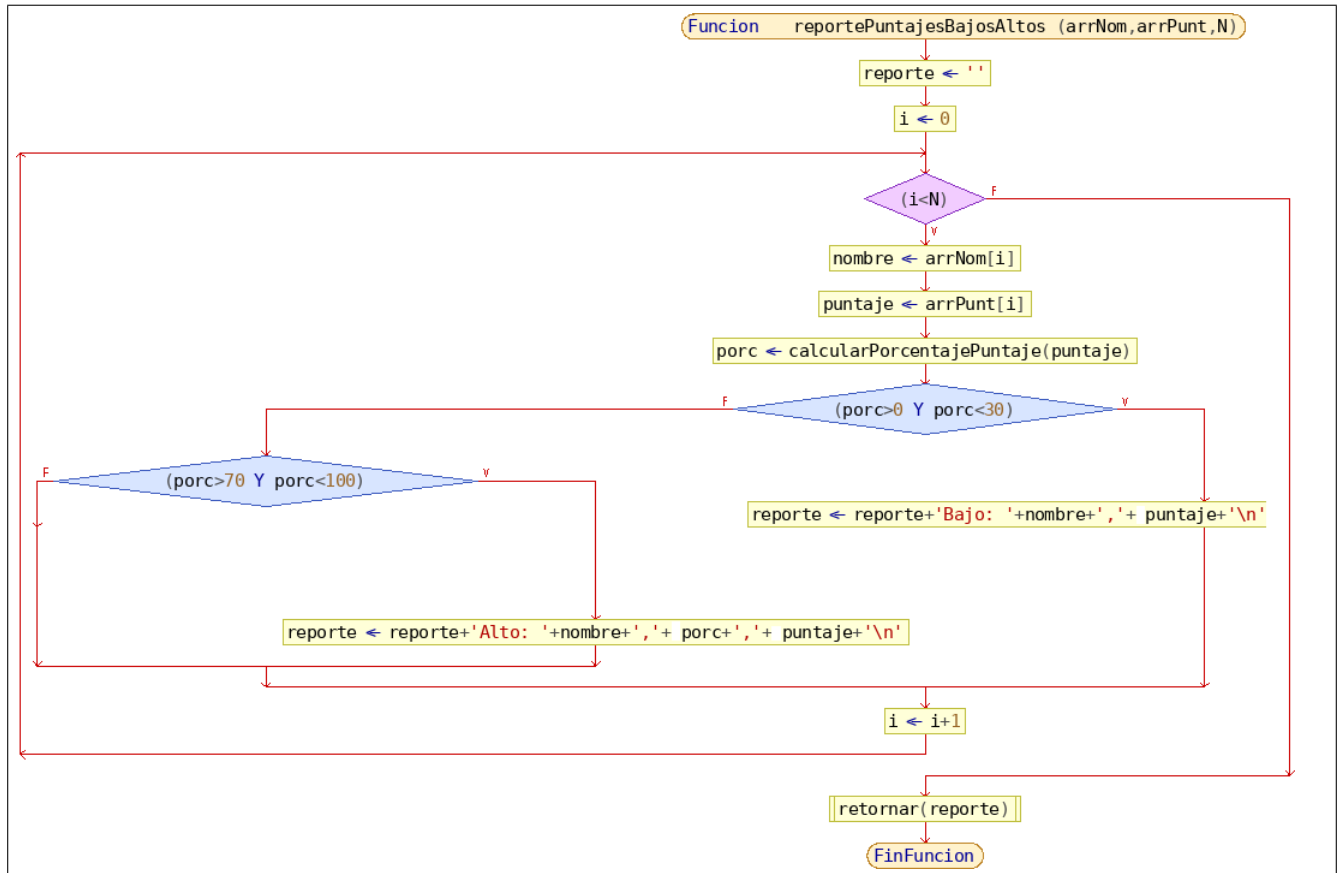 Funcion reportePuntajesBajosAltos (arrNom,arrPunt,N)
reporte ← ''
i ← 0
(i<N)
F
V
nombre ← arrNom[i]
puntaje ← arrPunt[i]
porc ← calcularPorcentajePuntaje(puntaje)
F
(porc>0 Y porc<30)
V
F
(porc>70 Y porc<100)
V
reporte ← reporte+'Bajo: '+nombre+','+ puntaje+'\n'
reporte ← reporte+'Alto: '+nombre+','+ porc+','+ puntaje+'\n'
i ← i+1
retornar(reporte)
FinFuncion